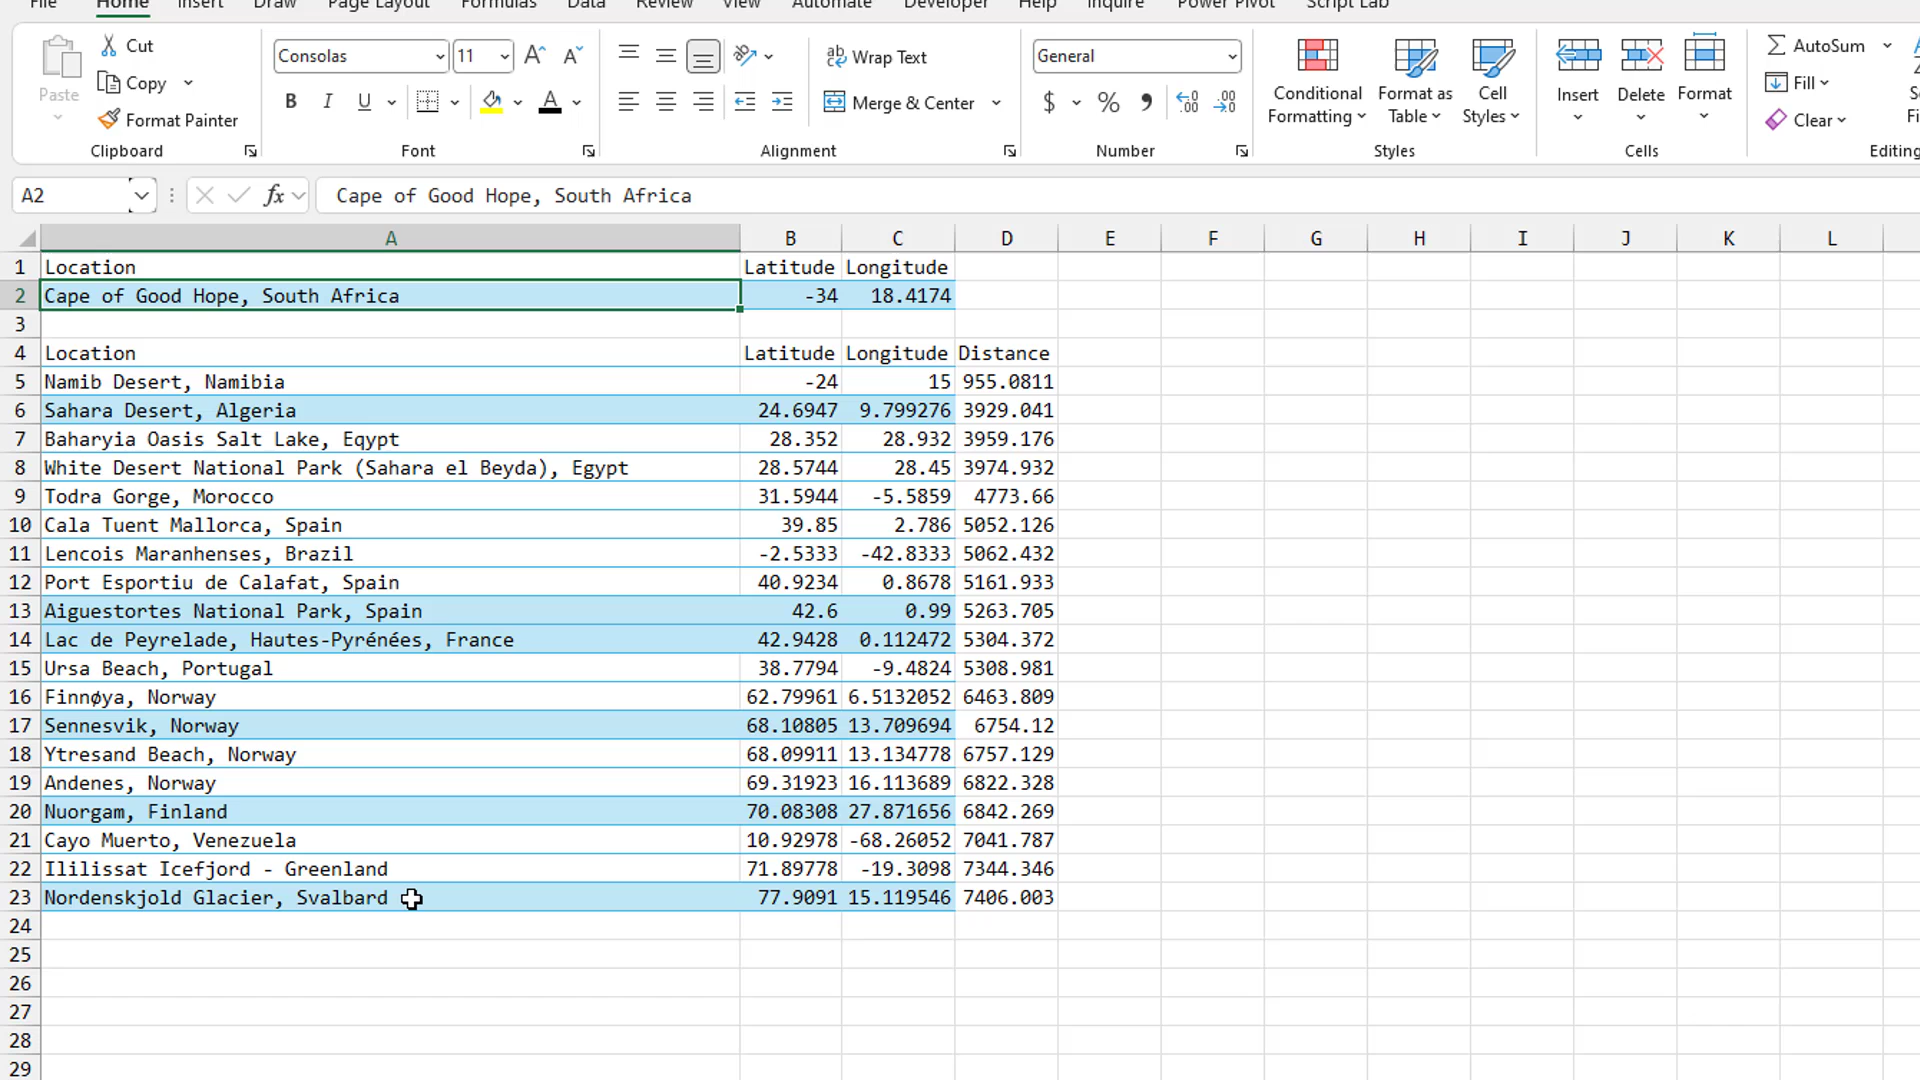 File Home Insert Draw Page Layout Formulas Data Review View Automate Developer Help Inquire Power Pivot Script Lab
Paste
Cut
Copy
Format Painter
Clipboard
Consolas 11
B I U
Font
ab Wrap Text
Merge & Center
Alignment
General
$ % ,
Number
Conditional Formatting
Format as Table
Cell Styles
Styles
Insert Delete Format
Cells
AutoSum
Fill
Clear
Editing
A2 fx Cape of Good Hope, South Africa
A B C D E F G H I J K L
1 Location Latitude Longitude
2 Cape of Good Hope, South Africa -34 18.4174
3
4 Location Latitude Longitude Distance
5 Namib Desert, Namibia -24 15 955.0811
6 Sahara Desert, Algeria 24.6947 9.799276 3929.041
7 Baharyia Oasis Salt Lake, Eqypt 28.352 28.932 3959.176
8 White Desert National Park (Sahara el Beyda), Egypt 28.5744 28.45 3974.932
9 Todra Gorge, Morocco 31.5944 -5.5859 4773.66
10 Cala Tuent Mallorca, Spain 39.85 2.786 5052.126
11 Lencois Maranhenses, Brazil -2.5333 -42.8333 5062.432
12 Port Esportiu de Calafat, Spain 40.9234 0.8678 5161.933
13 Aiguestortes National Park, Spain 42.6 0.99 5263.705
14 Lac de Peyrelade, Hautes-Pyrénées, France 42.9428 0.112472 5304.372
15 Ursa Beach, Portugal 38.7794 -9.4824 5308.981
16 Finnøya, Norway 62.79961 6.5132052 6463.809
17 Sennesvik, Norway 68.10805 13.709694 6754.12
18 Ytresand Beach, Norway 68.09911 13.134778 6757.129
19 Andenes, Norway 69.31923 16.113689 6822.328
20 Nuorgam, Finland 70.08308 27.871656 6842.269
21 Cayo Muerto, Venezuela 10.92978 -68.26052 7041.787
22 Ililissat Icefjord - Greenland 71.89778 -19.3098 7344.346
23 Nordenskjold Glacier, Svalbard 77.9091 15.119546 7406.003
24
25
26
27
28
29